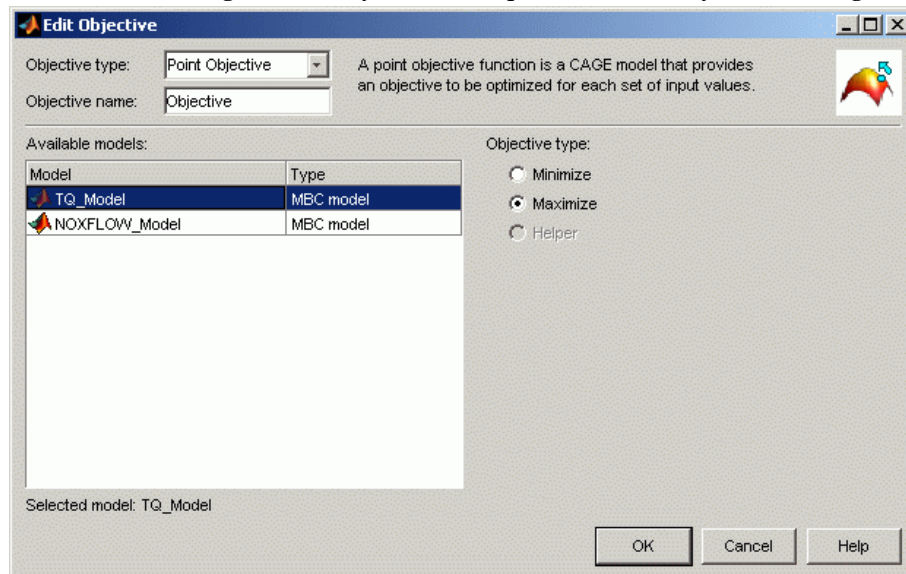 Edit Objective
Objective type: Point Objective
A point objective function is a CAGE model that provides
an objective to be optimized for each set of input values.
Objective name: Objective
Available models:
Model Type
TQ_Model MBC model
NOXFLOW_Model MBC model
Selected model: TQ_Model
Objective type:
Minimize
Maximize
Helper
OK Cancel Help